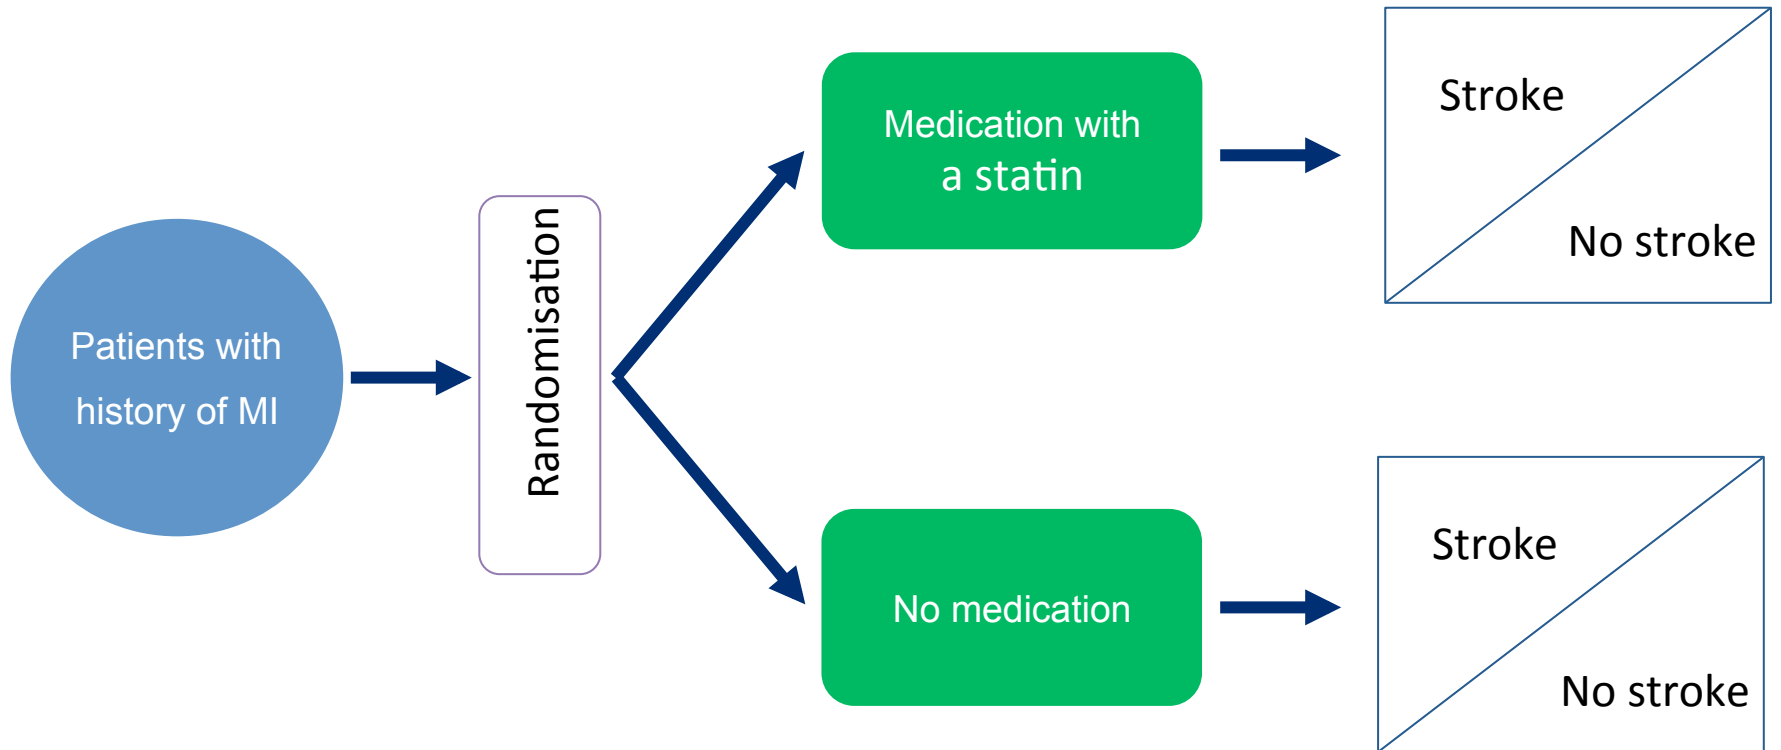 Patients with
history of MI
Randomisation
Medication with
a statin
Stroke
No stroke
No medication
Stroke
No stroke